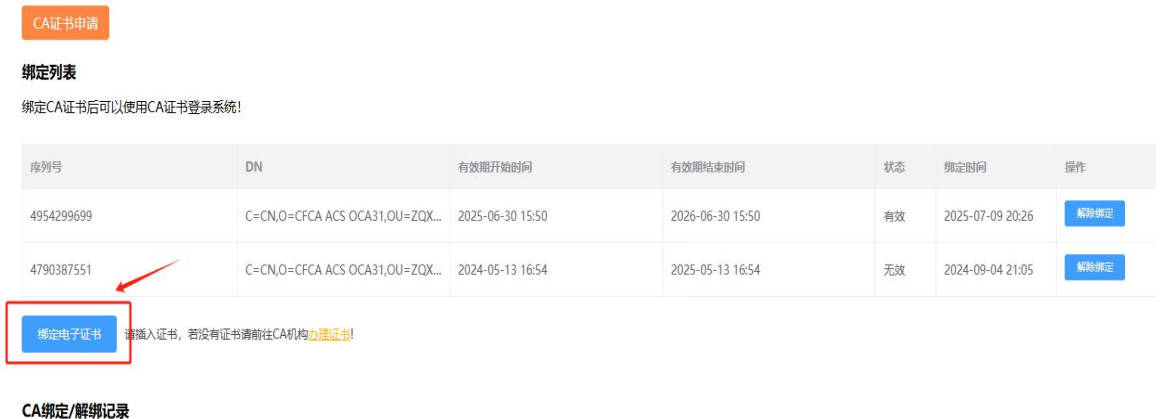 CA证书申请
绑定列表
绑定CA证书后可以使用CA证书登录系统！
序列号 DN 有效期开始时间 有效期结束时间 状态 绑定时间 操作
4954299699 C=CN,O=CFCA ACS OCA31,OU=ZQX... 2025-06-30 15:50 2026-06-30 15:50 有效 2025-07-09 20:26 解除绑定
4790387551 C=CN,O=CFCA ACS OCA31,OU=ZQX... 2024-05-13 16:54 2025-05-13 16:54 无效 2024-09-04 21:05 解除绑定
绑定电子证书 请插入证书，若没有证书请前往CA机构办理证书！
CA绑定/解绑记录